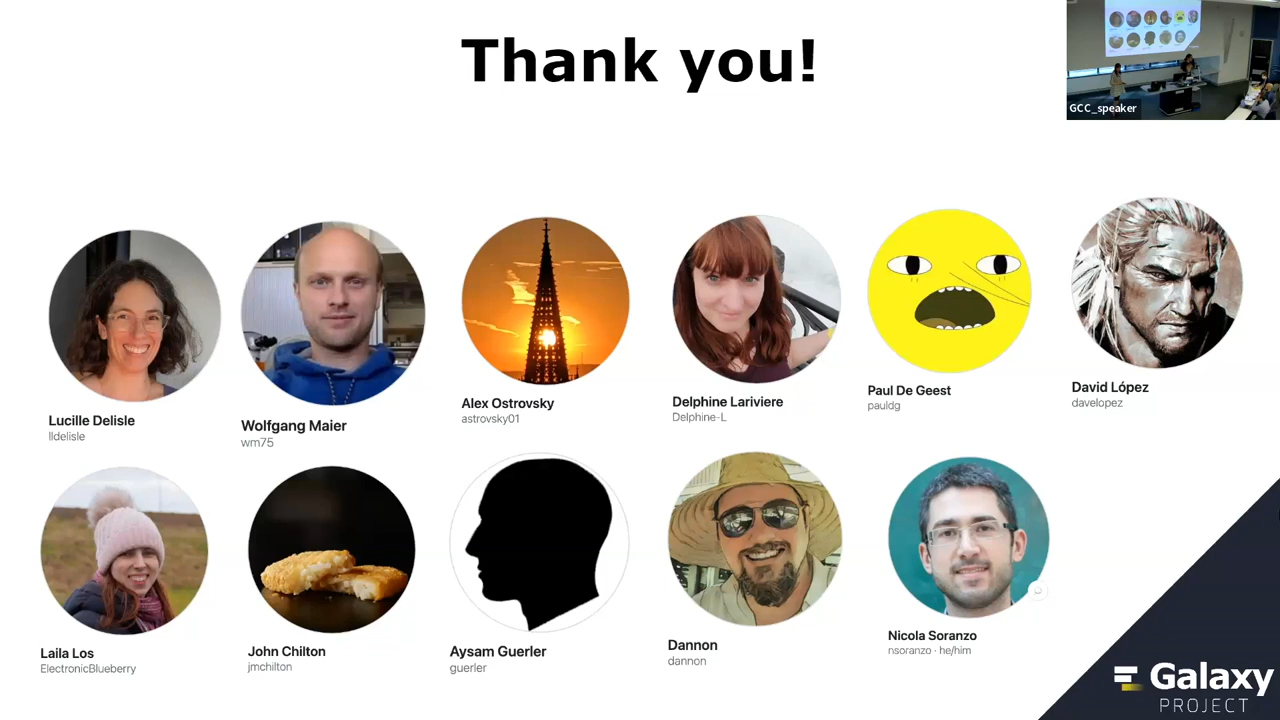 Thank you!
GCC_speaker
Lucille Delisle
lldelisle
Wolfgang Maier
wm75
Alex Ostrovsky
astrovsky01
Delphine Lariviere
Delphine-L
Paul De Geest
pauldg
David López
davelopez
Laila Los
ElectronicBlueberry
John Chilton
jmchilton
Aysam Guerler
guerler
Dannon
dannon
Nicola Soranzo
nsoranzo · he/him
Galaxy
PROJECT